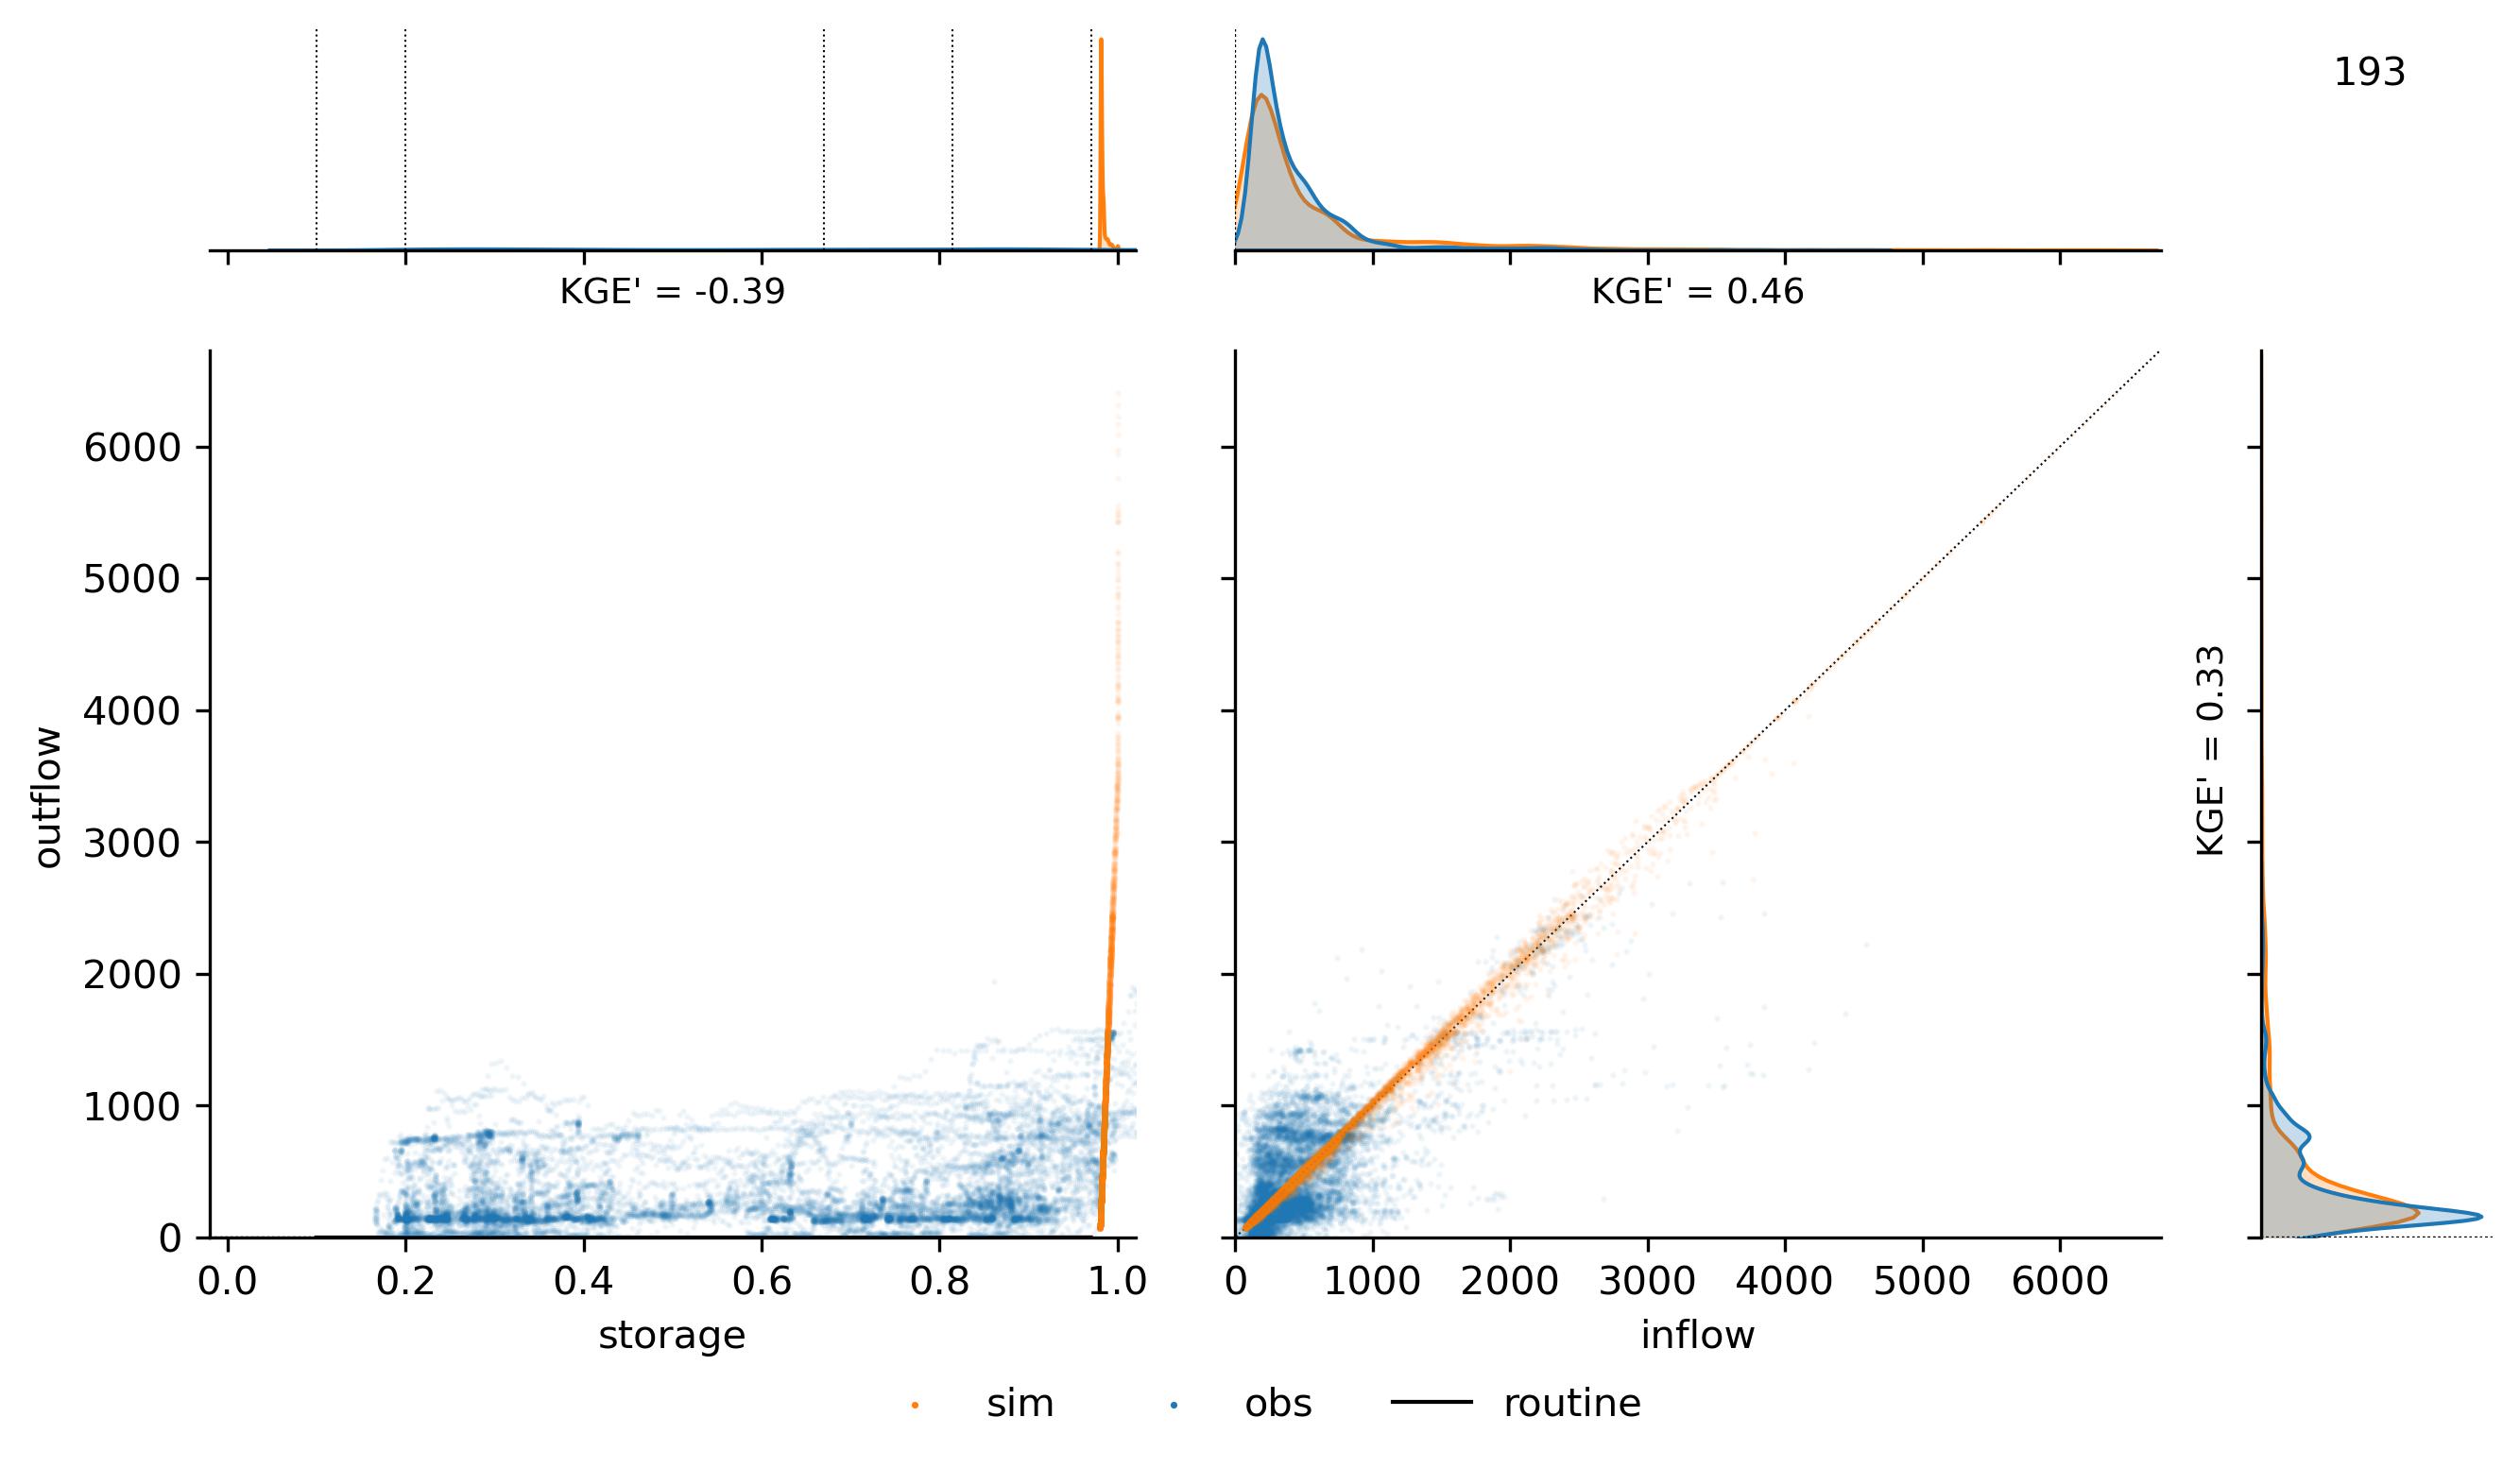 193
KGE' = -0.39
KGE' = 0.46
outflow
6000
5000
4000
3000
2000
1000
0
KGE' = 0.33
0.0 0.2 0.4 0.6 0.8 1.0
0 1000 2000 3000 4000 5000 6000
storage
inflow
sim obs routine